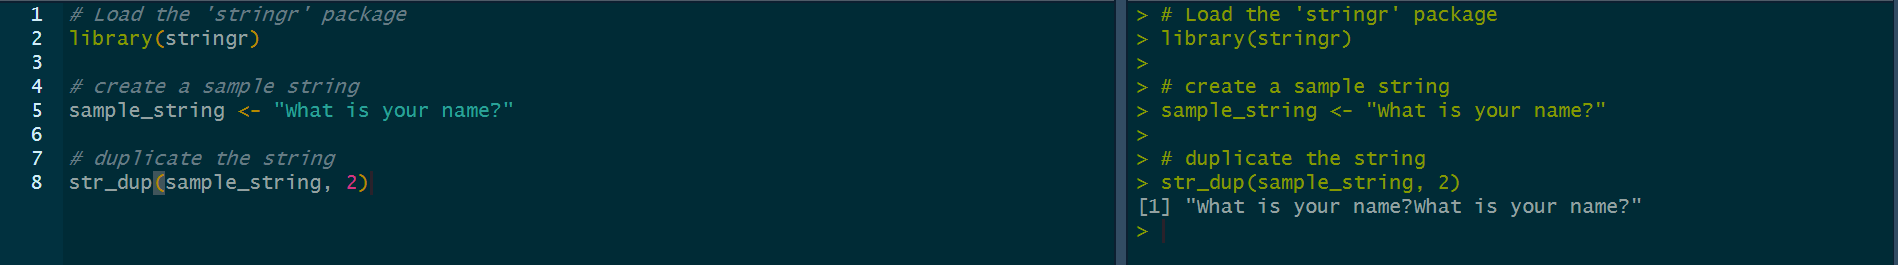 1 # Load the 'stringr' package
2 library(stringr)
3
4 # create a sample string
5 sample_string <- "What is your name?"
6
7 # duplicate the string
8 str_dup(sample_string, 2)
> # Load the 'stringr' package
> library(stringr)
>
> # create a sample string
> sample_string <- "What is your name?"
>
> # duplicate the string
> str_dup(sample_string, 2)
[1] "What is your name?What is your name?"
>